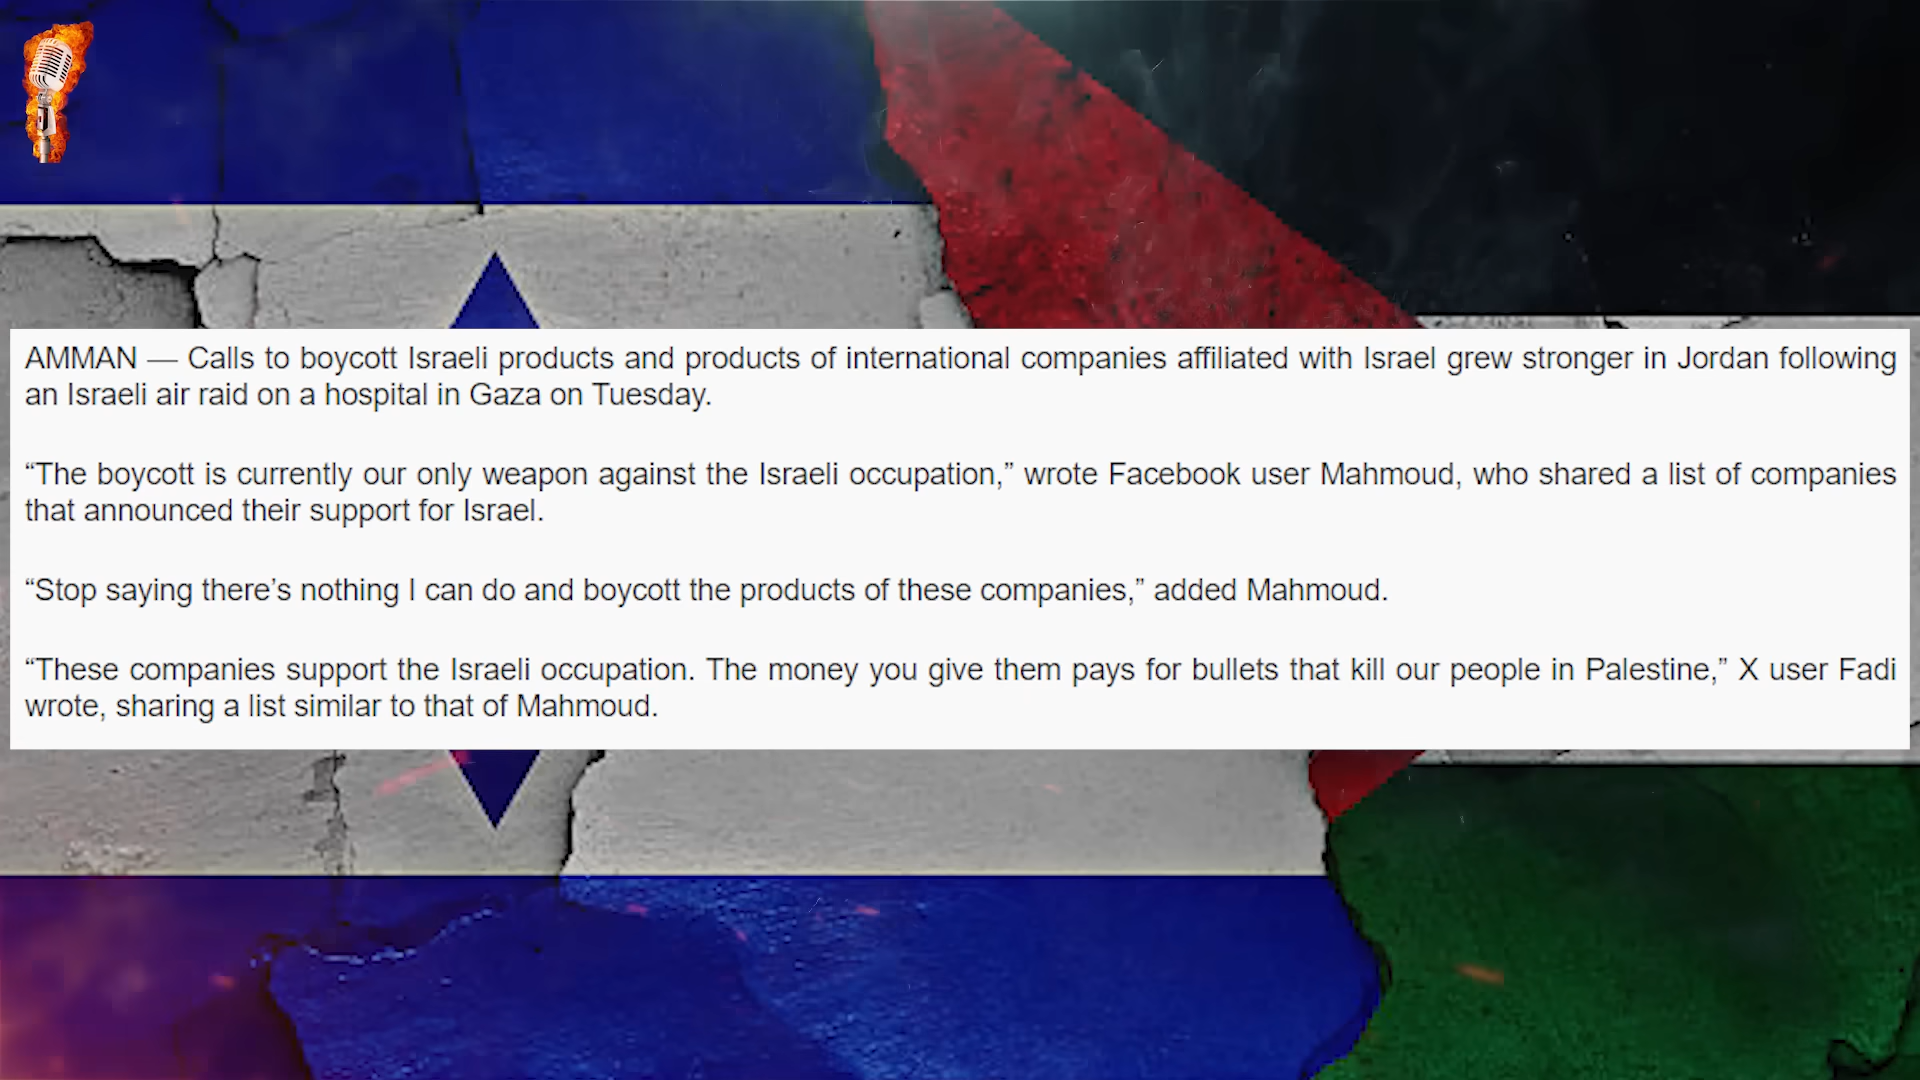 AMMAN — Calls to boycott Israeli products and products of international companies affiliated with Israel grew stronger in Jordan following
an Israeli air raid on a hospital in Gaza on Tuesday.
“The boycott is currently our only weapon against the Israeli occupation,” wrote Facebook user Mahmoud, who shared a list of companies
that announced their support for Israel.
“Stop saying there’s nothing I can do and boycott the products of these companies,” added Mahmoud.
“These companies support the Israeli occupation. The money you give them pays for bullets that kill our people in Palestine,” X user Fadi
wrote, sharing a list similar to that of Mahmoud.